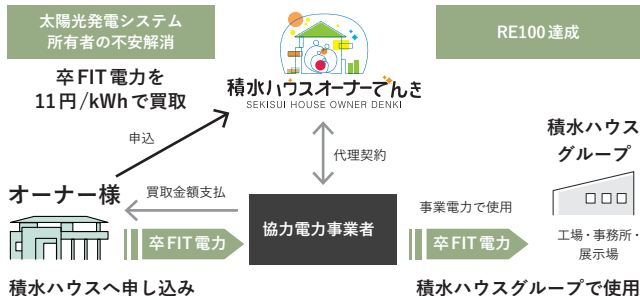 太陽光発電システム
所有者の不安解消
RE100達成
卒FIT電力を
11円/kWhで買取
積水ハウスオーナーでんき
SEKISUI HOUSE OWNER DENKI
申込
代理契約
積水ハウス
グループ
オーナー様
買取金額支払
協力電力事業者
事業電力で使用
卒FIT電力
卒FIT電力
工場・事務所・
展示場
積水ハウスへ申し込み
積水ハウスグループで使用